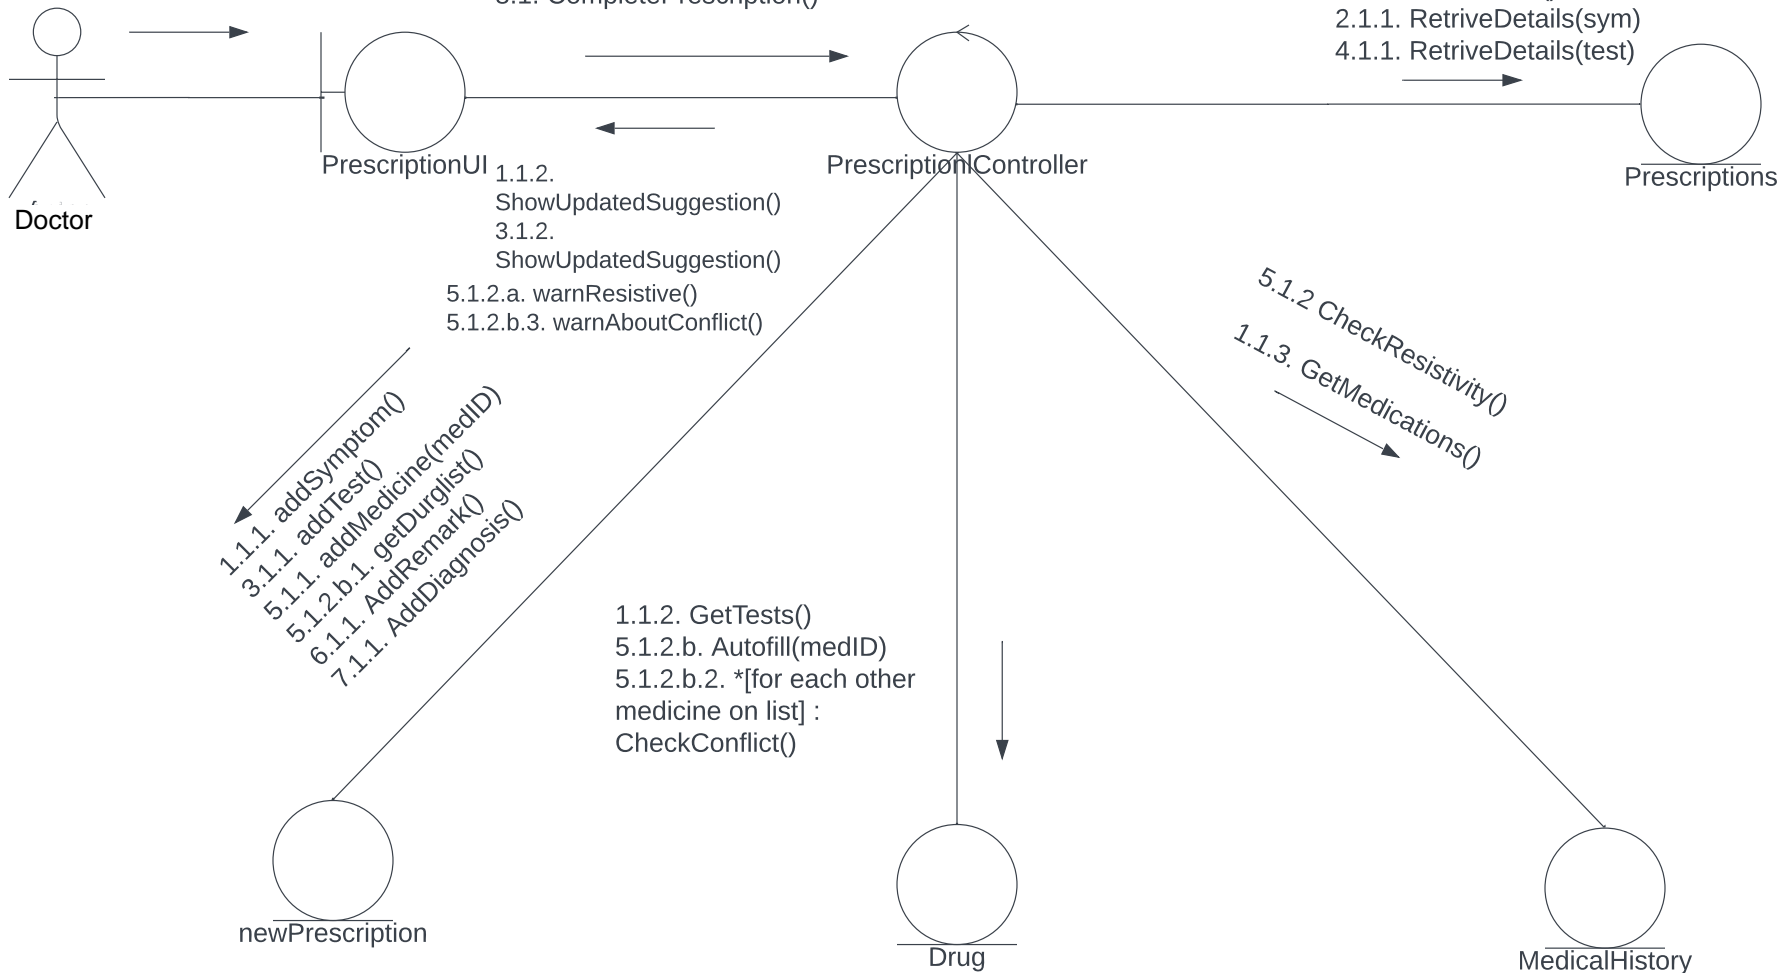 2.1.1. RetriveDetails(sym)
4.1.1. RetriveDetails(test)
PrescriptionUI
PrescriptionlController
Prescriptions
Doctor
1.1.2.
ShowUpdatedSuggestion()
3.1.2.
ShowUpdatedSuggestion()
5.1.2.a. warnResistive()
5.1.2.b.3. warnAboutConflict()
5.1.2 CheckResistivity()
1.1.3. GetMedications()
1.1.1. addSymptom()
3.1.1. addTest()
5.1.1. addMedicine(medID)
5.1.2.b.1. getDurglist()
6.1.1. AddRemark()
7.1.1. AddDiagnosis()
1.1.2. GetTests()
5.1.2.b. Autofill(medID)
5.1.2.b.2. *[for each other
medicine on list] :
CheckConflict()
newPrescription
Drug
MedicalHistory